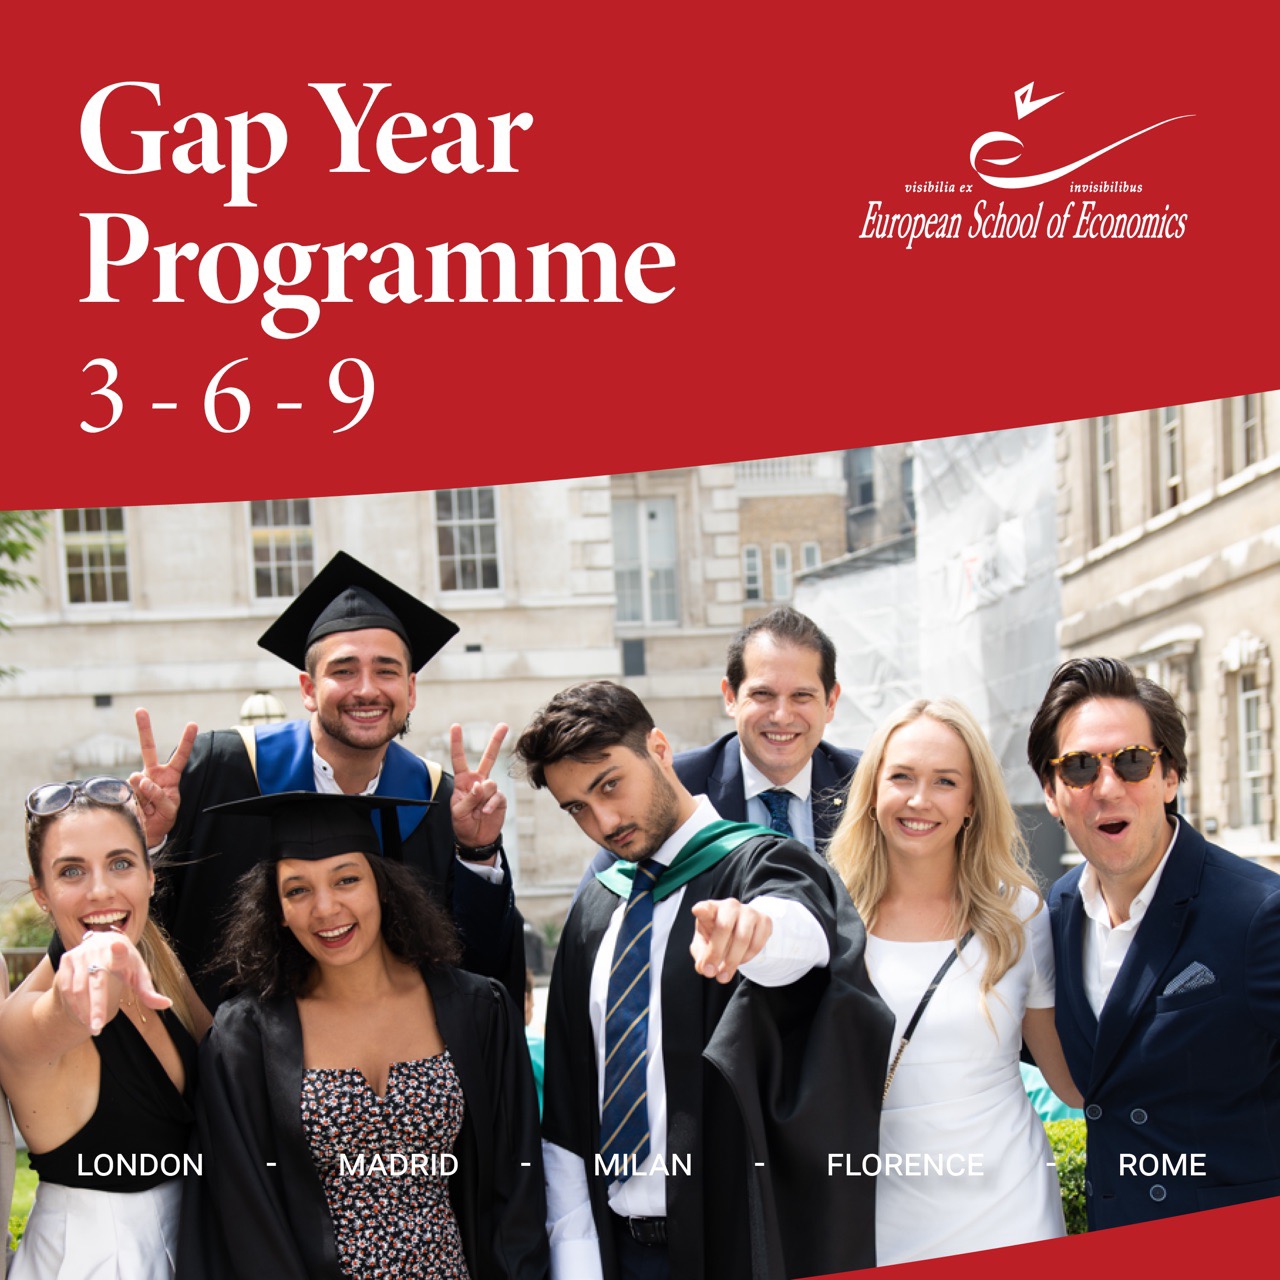 Gap Year
Programme
3 - 6 - 9
visibilia ex invisibilibus
European School of Economics
LONDON - MADRID - MILAN - FLORENCE - ROME